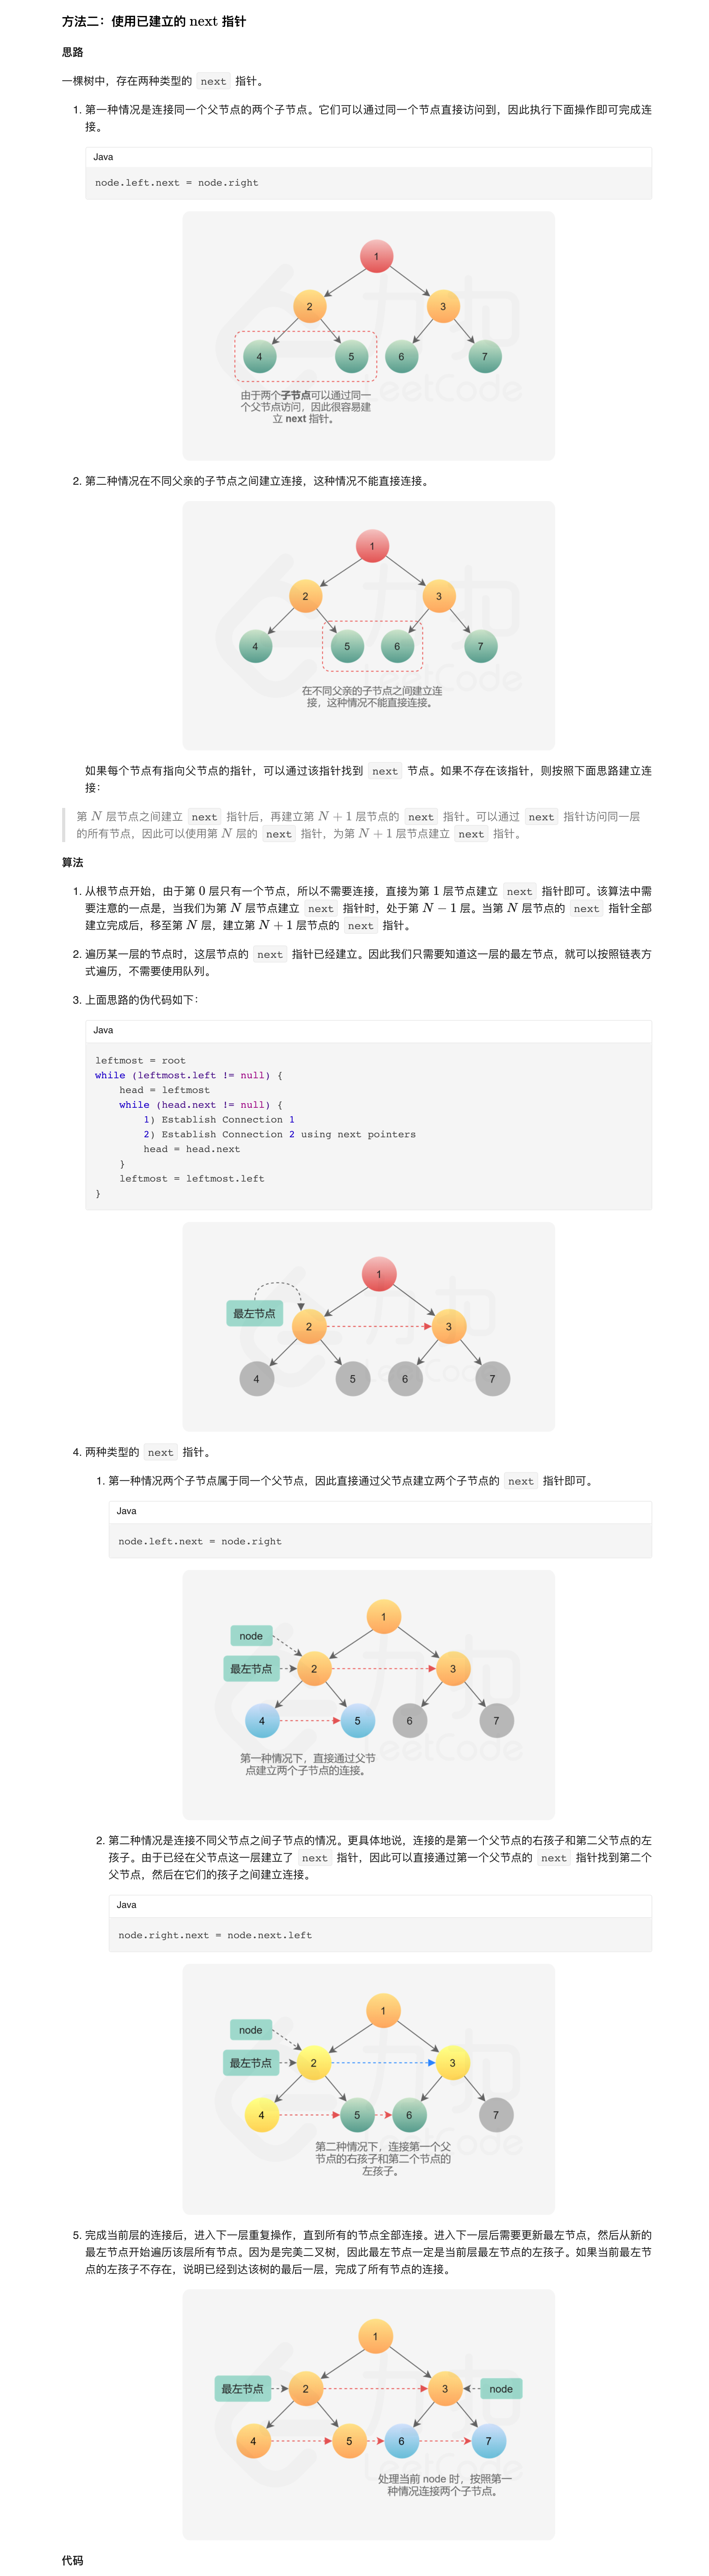 方法二：使用已建立的 next 指针
思路
一棵树中，存在两种类型的 next 指针。
1. 第一种情况是连接同一个父节点的两个子节点。它们可以通过同一个节点直接访问到，因此执行下面操作即可完成连
接。
Java
node.left.next = node.right
1
2
3
4
5
6
7
由于两个子节点可以通过同一
个父节点访问，因此很容易建
立 next 指针。
力扣
LeetCode
2. 第二种情况在不同父亲的子节点之间建立连接，这种情况不能直接连接。
1
2
3
4
5
6
7
在不同父亲的子节点之间建立连
接，这种情况不能直接连接。
力扣
LeetCode
如果每个节点有指向父节点的指针，可以通过该指针找到 next 节点。如果不存在该指针，则按照下面思路建立连
接：
第 N 层节点之间建立 next 指针后，再建立第 N + 1 层节点的 next 指针。可以通过 next 指针访问同一层
的所有节点，因此可以使用第 N 层的 next 指针，为第 N + 1 层节点建立 next 指针。
算法
1. 从根节点开始，由于第 0 层只有一个节点，所以不需要连接，直接为第 1 层节点建立 next 指针即可。该算法中需
要注意的一点是，当我们为第 N 层节点建立 next 指针时，处于第 N − 1 层。当第 N 层节点的 next 指针全部
建立完成后，移至第 N 层，建立第 N + 1 层节点的 next 指针。
2. 遍历某一层的节点时，这层节点的 next 指针已经建立。因此我们只需要知道这一层的最左节点，就可以按照链表方
式遍历，不需要使用队列。
3. 上面思路的伪代码如下：
Java
leftmost = root
while (leftmost.left != null) {
head = leftmost
while (head.next != null) {
1) Establish Connection 1
2) Establish Connection 2 using next pointers
head = head.next
}
leftmost = leftmost.left
}
1
最左节点
2
3
4
5
6
7
力扣
LeetCode
4. 两种类型的 next 指针。
1. 第一种情况两个子节点属于同一个父节点，因此直接通过父节点建立两个子节点的 next 指针即可。
Java
node.left.next = node.right
1
node
最左节点
2
3
4
5
6
7
第一种情况下，直接通过父节
点建立两个子节点的连接。
力扣
LeetCode
2. 第二种情况是连接不同父节点之间子节点的情况。更具体地说，连接的是第一个父节点的右孩子和第二父节点的左
孩子。由于已经在父节点这一层建立了 next 指针，因此可以直接通过第一个父节点的 next 指针找到第二个
父节点，然后在它们的孩子之间建立连接。
Java
node.right.next = node.next.left
1
node
最左节点
2
3
4
5
6
7
第二种情况下，连接第一个父
节点的右孩子和第二个节点的
左孩子。
力扣
LeetCode
5. 完成当前层的连接后，进入下一层重复操作，直到所有的节点全部连接。进入下一层后需要更新最左节点，然后从新的
最左节点开始遍历该层所有节点。因为是完美二叉树，因此最左节点一定是当前层最左节点的左孩子。如果当前最左节
点的左孩子不存在，说明已经到达该树的最后一层，完成了所有节点的连接。
1
最左节点
2
3
node
4
5
6
7
处理当前 node 时，按照第一
种情况连接两个子节点。
力扣
LeetCode
代码